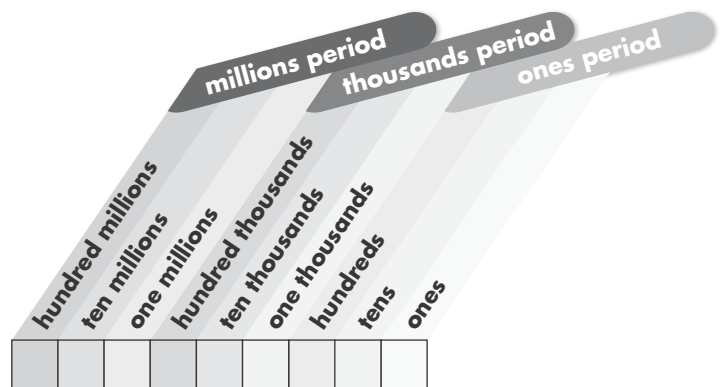 millions period
thousands period
ones period
hundred millions
ten millions
one millions
hundred thousands
ten thousands
one thousands
hundreds
tens
ones